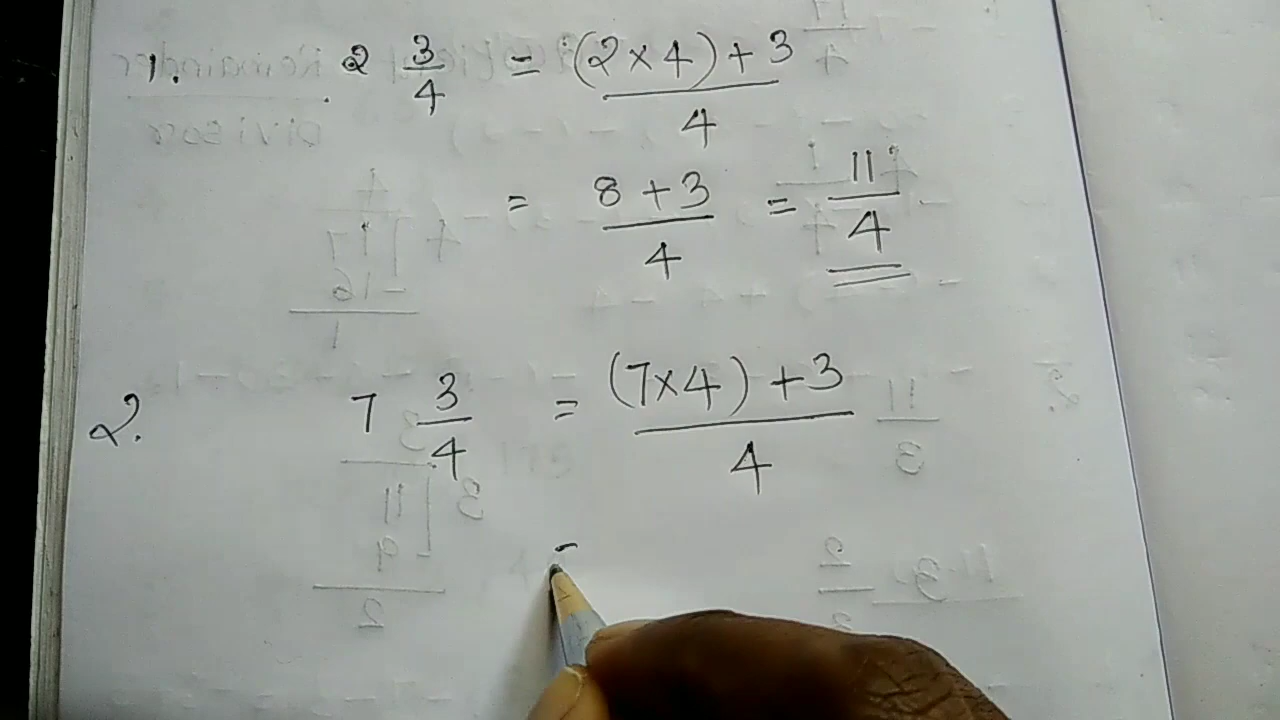 1. 2 3/4 = (2×4)+3 / 4
= 8+3 / 4 = 11/4
2. 7 3/4 = (7×4)+3 / 4
=